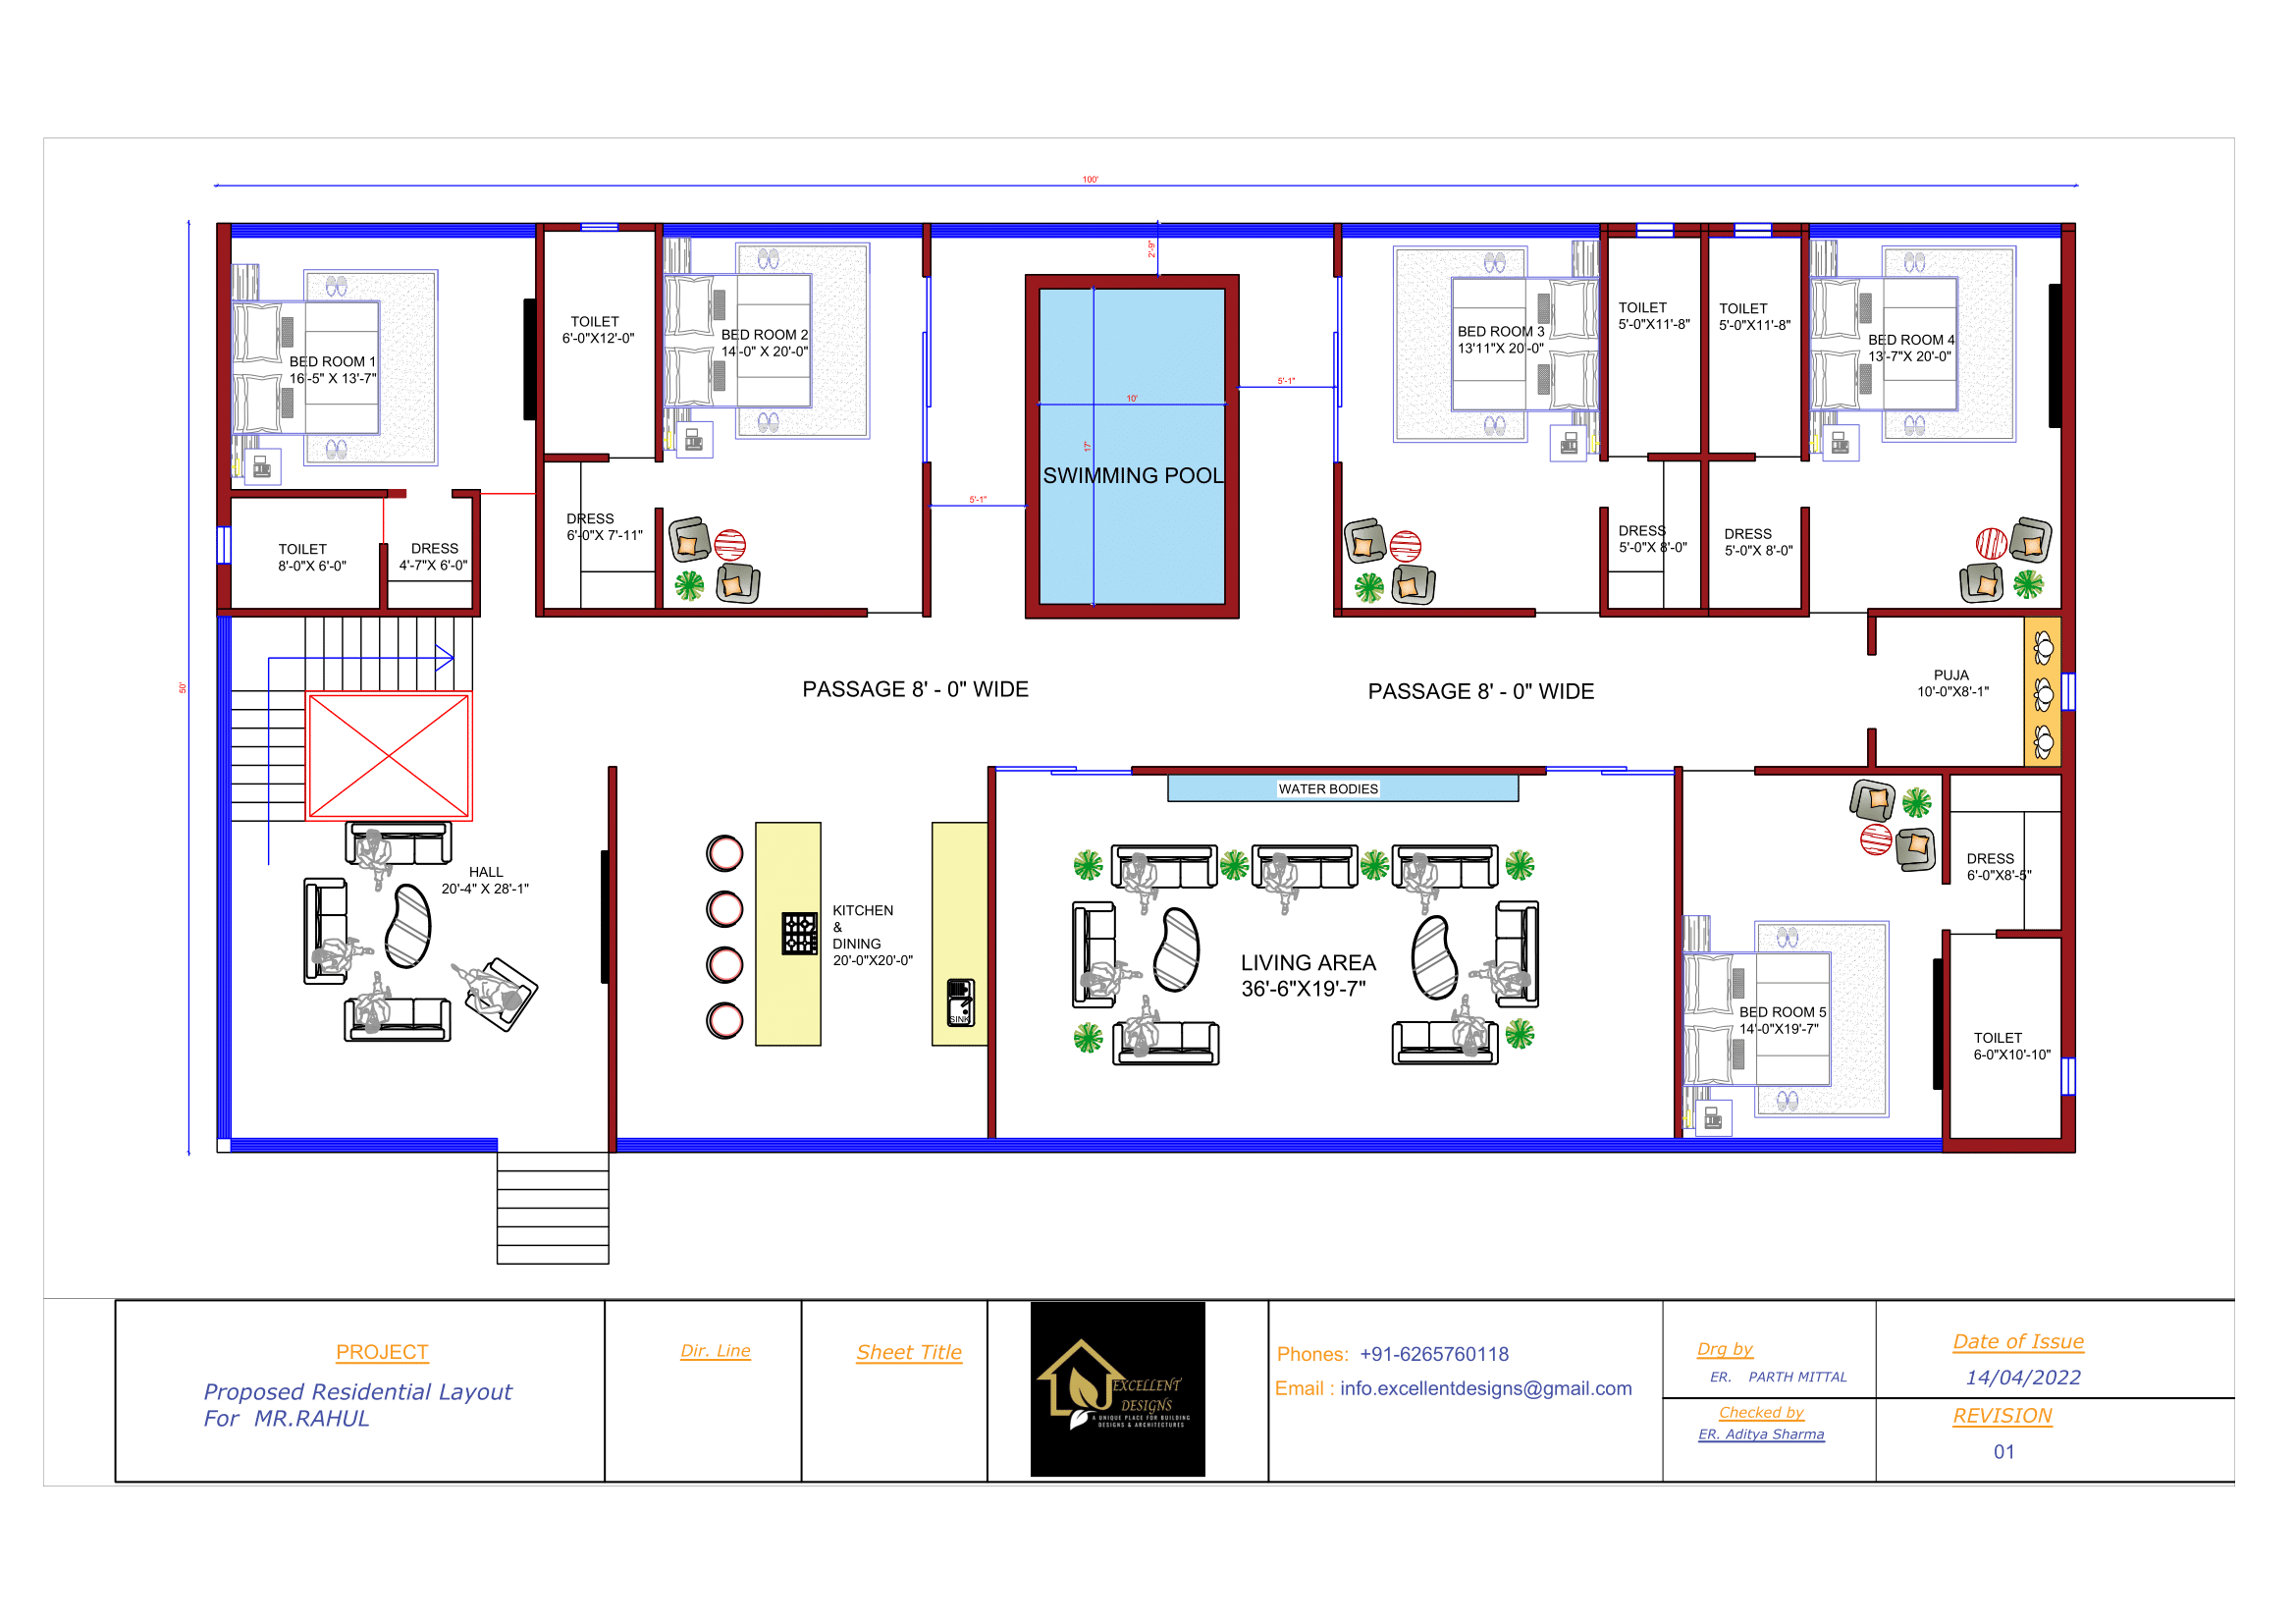 100'
2'-9"
50'
BED ROOM 1
16'-5" X 13'-7"
TOILET
6'-0"X12'-0"
BED ROOM 2
14'-0" X 20'-0"
10'
17'
SWIMMING POOL
5'-1"
5'-1"
BED ROOM 3
13'11"X 20'-0"
TOILET
5'-0"X11'-8"
TOILET
5'-0"X11'-8"
BED ROOM 4
13'-7"X 20'-0"
TOILET
8'-0"X 6'-0"
DRESS
4'-7"X 6'-0"
DRESS
6'-0"X 7'-11"
DRESS
5'-0"X 8'-0"
DRESS
5'-0"X 8'-0"
PASSAGE 8' - 0" WIDE
PASSAGE 8' - 0" WIDE
PUJA
10'-0"X8'-1"
WATER BODIES
HALL
20'-4" X 28'-1"
KITCHEN
&
DINING
20'-0"X20'-0"
SINK
LIVING AREA
36'-6"X19'-7"
DRESS
6'-0"X8'-5"
BED ROOM 5
14'-0"X19'-7"
TOILET
6-0"X10'-10"
PROJECT
Proposed Residential Layout
For MR.RAHUL
Dir. Line
Sheet Title
EXCELLENT
DESIGNS
A UNIQUE PLACE FOR BUILDING
DESIGNS & ARCHITECTURES
Phones: +91-6265760118
Email : info.excellentdesigns@gmail.com
Drg by
ER. PARTH MITTAL
Checked by
ER. Aditya Sharma
Date of Issue
14/04/2022
REVISION
01